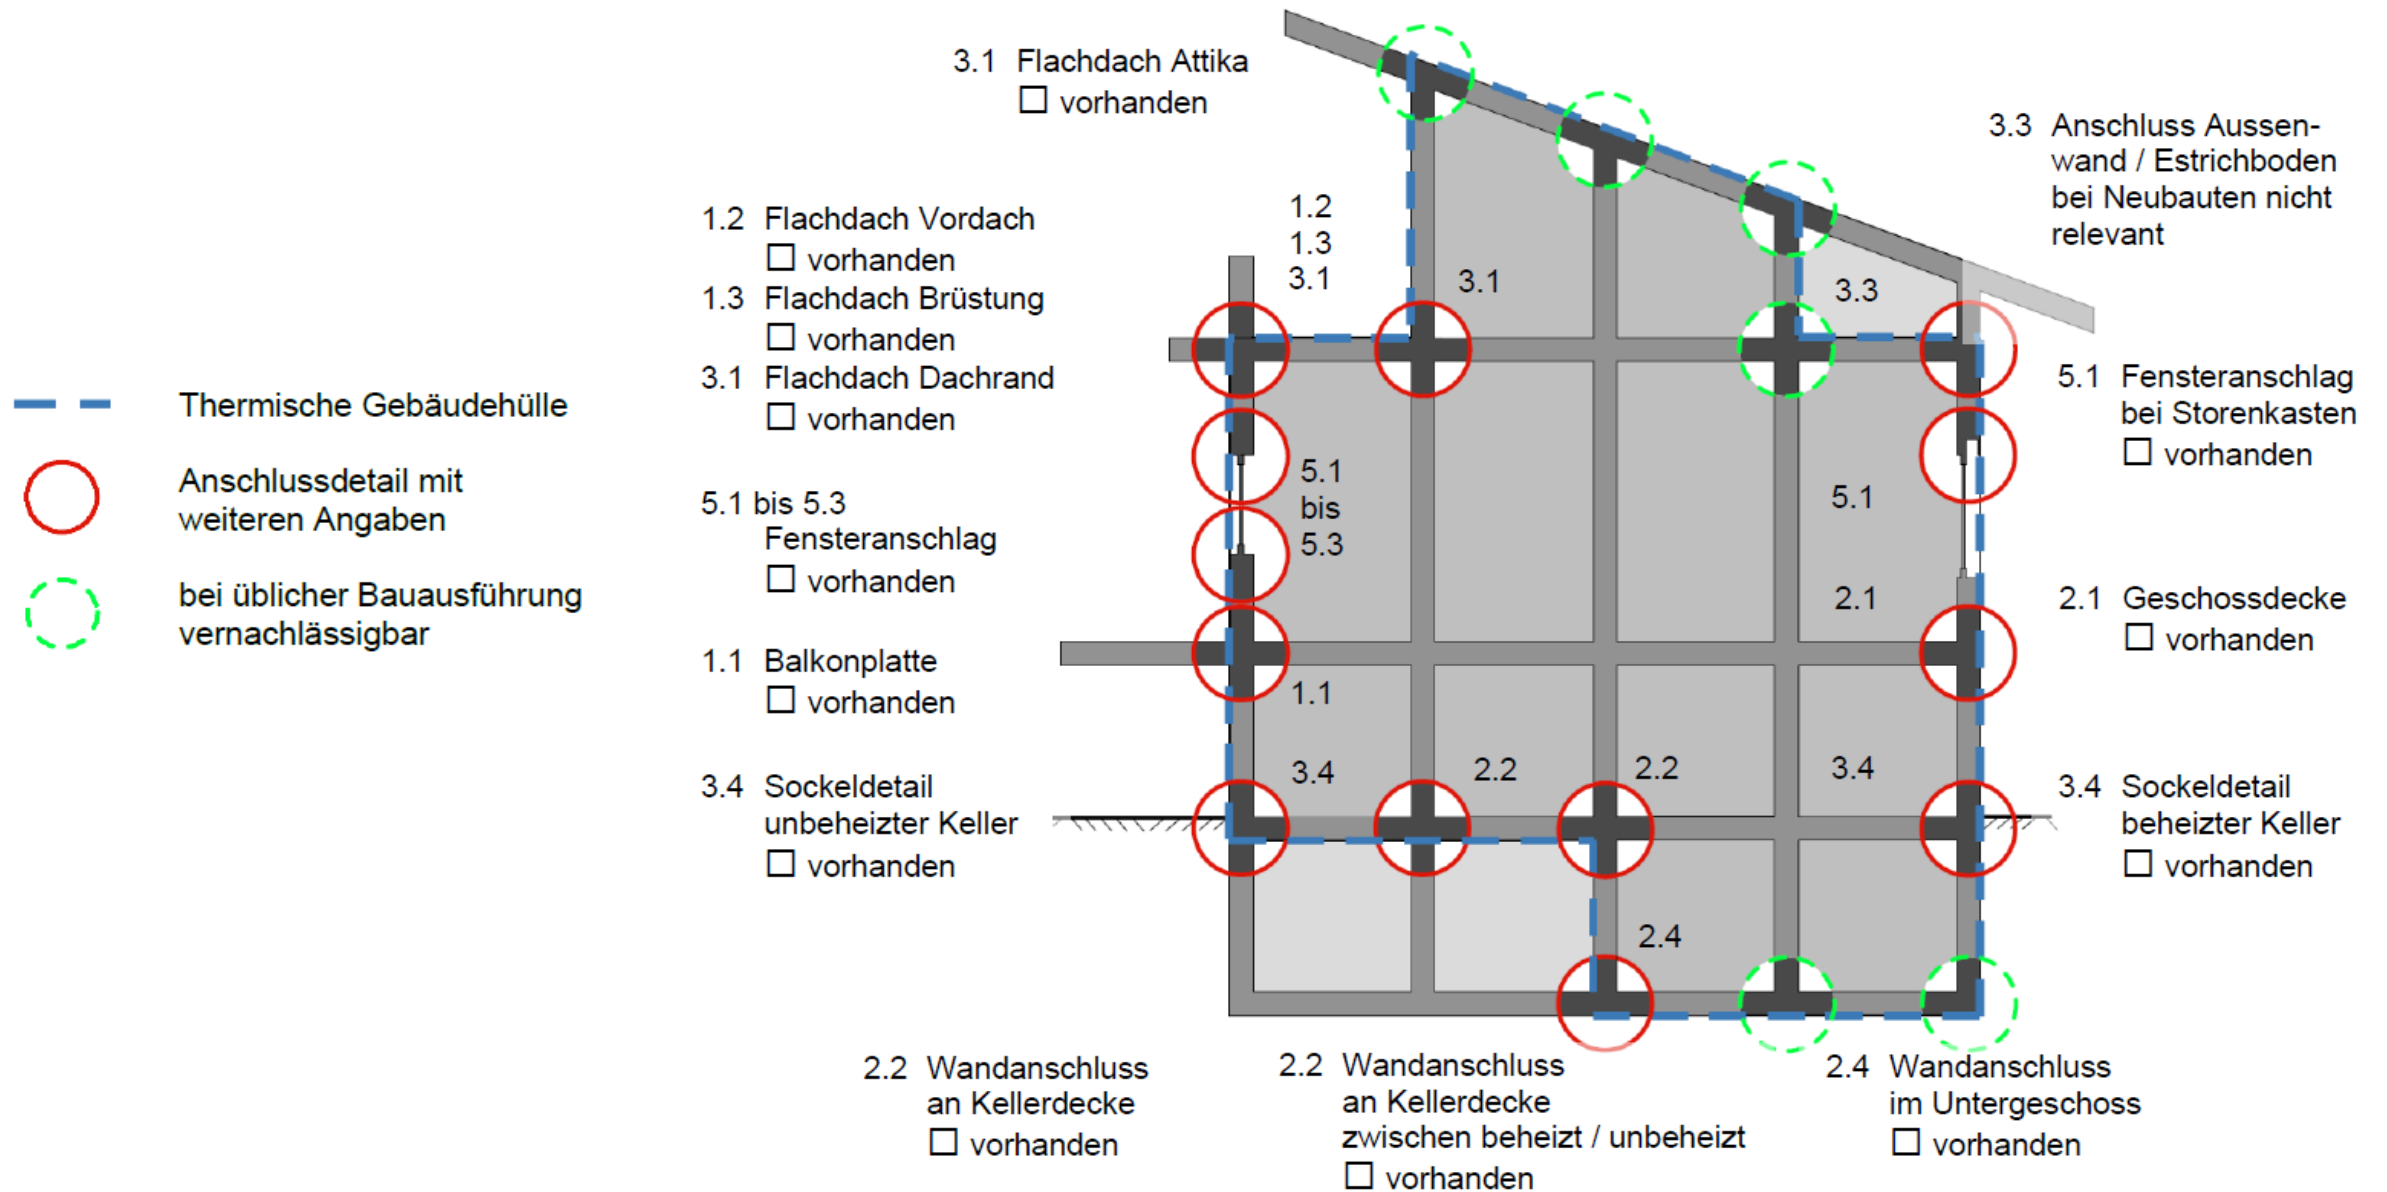 3.1 Flachdach Attika
☐ vorhanden
3.3 Anschluss Aussen-
wand / Estrichboden
bei Neubauten nicht
relevant
1.2 Flachdach Vordach
☐ vorhanden
1.3 Flachdach Brüstung
☐ vorhanden
3.1 Flachdach Dachrand
☐ vorhanden
1.2
1.3
3.1
3.1
3.3
Thermische Gebäudehülle
Anschlussdetail mit
weiteren Angaben
bei üblicher Bauausführung
vernachlässigbar
5.1 Fensteranschlag
bei Storenkasten
☐ vorhanden
5.1 bis 5.3
Fensteranschlag
☐ vorhanden
5.1
bis
5.3
5.1
2.1
2.1 Geschossdecke
☐ vorhanden
1.1 Balkonplatte
☐ vorhanden
1.1
3.4 Sockeldetail
unbeheizter Keller
☐ vorhanden
3.4
2.2
2.2
3.4
3.4 Sockeldetail
beheizter Keller
☐ vorhanden
2.4
2.2 Wandanschluss
an Kellerdecke
☐ vorhanden
2.2 Wandanschluss
an Kellerdecke
zwischen beheizt / unbeheizt
☐ vorhanden
2.4 Wandanschluss
im Untergeschoss
☐ vorhanden